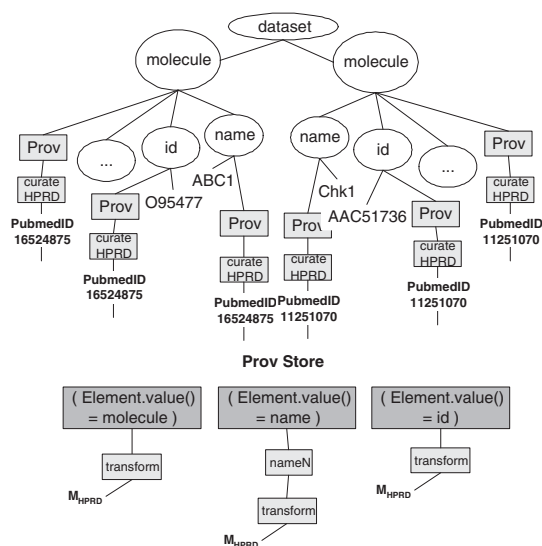 dataset
molecule
molecule
Prov
...
id
name
name
id
...
Prov
curate
HPRD
PubmedID
16524875
Prov
O95477
ABC1
Chk1
AAC51736
Prov
curate
HPRD
PubmedID
11251070
curate
HPRD
PubmedID
16524875
Prov
curate
HPRD
PubmedID
16524875
Prov
curate
HPRD
PubmedID
11251070
curate
HPRD
PubmedID
11251070
Prov Store
( Element.value()
= molecule )
( Element.value()
= name )
( Element.value()
= id )
transform
nameN
transform
MHPRD
transform
MHPRD
MHPRD